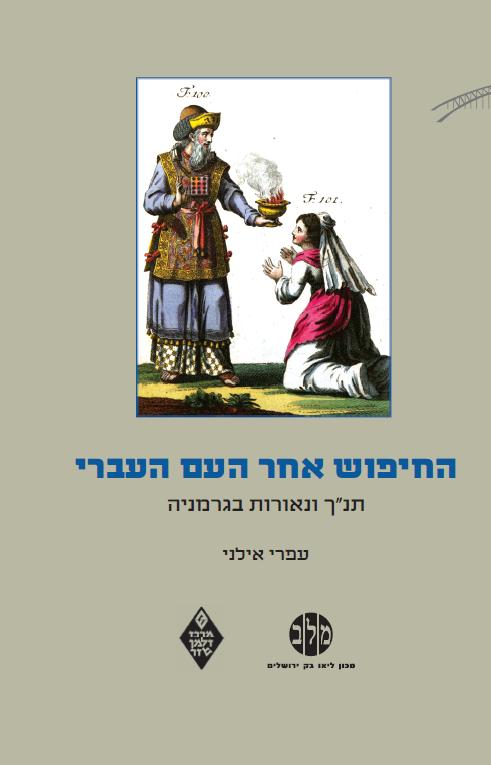 F. 100.
F. 101.
החיפוש אחר העם העברי
תנ"ך ונאורות בגרמניה
עפרי אילני
מרכז
זלמן
שזר
מלב
מכון ליאו בק ירושלים